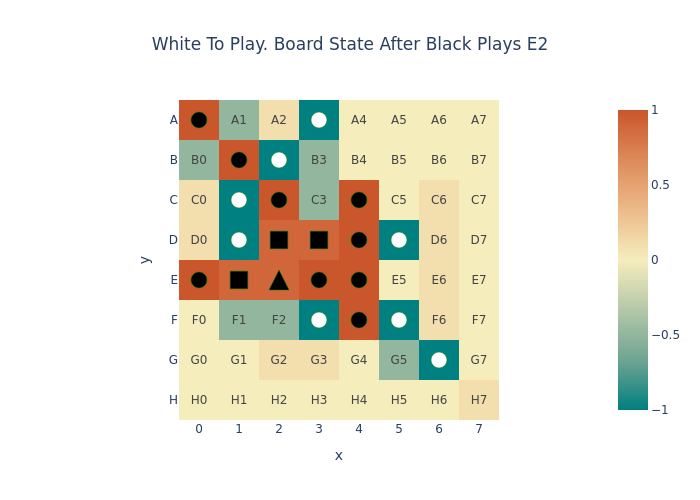 White To Play. Board State After Black Plays E2
A A1 A2 A4 A5 A6 A7
B B0 B3 B4 B5 B6 B7
C C0 C3 C5 C6 C7
D D0 D6 D7
E E5 E6 E7
F F0 F1 F2 F6 F7
G G0 G1 G2 G3 G4 G5 G7
H H0 H1 H2 H3 H4 H5 H6 H7
0 1 2 3 4 5 6 7
x
y
1
0.5
0
−0.5
−1